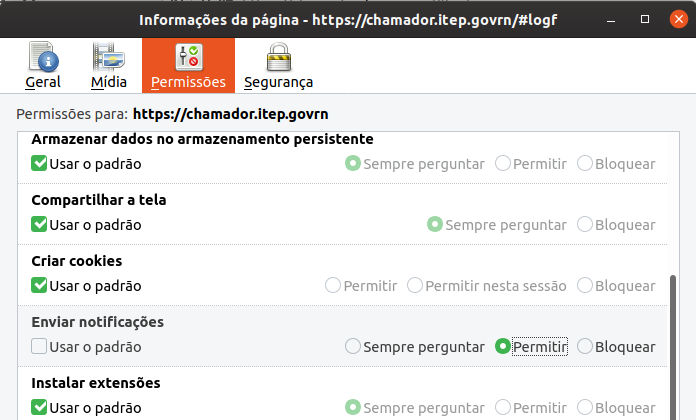 Informações da página - https://chamador.itep.govrn/#logf
Geral Mídia Permissões Segurança
Permissões para: https://chamador.itep.govrn
Armazenar dados no armazenamento persistente
Usar o padrão Sempre perguntar Permitir Bloquear
Compartilhar a tela
Usar o padrão Sempre perguntar Bloquear
Criar cookies
Usar o padrão Permitir Permitir nesta sessão Bloquear
Enviar notificações
Usar o padrão Sempre perguntar Permitir Bloquear
Instalar extensões
Usar o padrão Sempre perguntar Permitir Bloquear